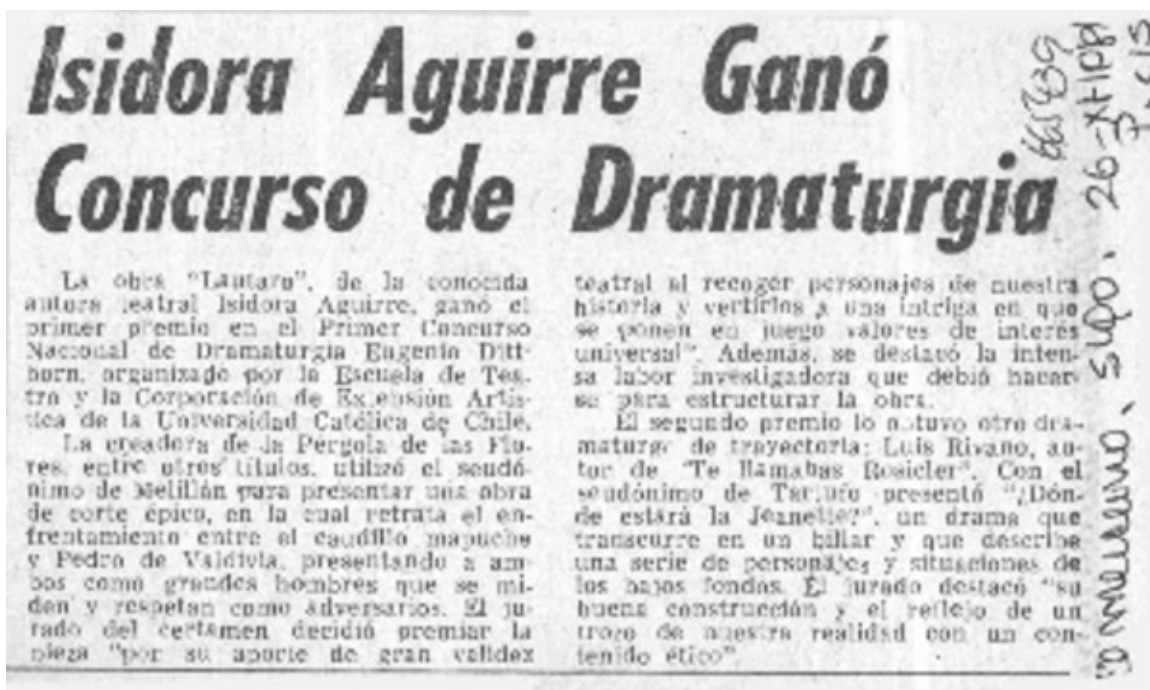 Isidora Aguirre Ganó
Concurso de Dramaturgia
La obra "Lautaro", de la conocida
autora teatral Isidora Aguirre, ganó el
primer premio en el Primer Concurso
Nacional de Dramaturgia Eugenio Ditt-
born, organizado por la Escuela de Tea-
tro y la Corporación de Extensión Artís-
tica de la Universidad Católica de Chile.
La creadora de la Pérgola de las Flo-
res, entre otros títulos, utilizó el seudó-
nimo de Melillán para presentar una obra
de corte épico, en la cual retrata el en-
frentamiento entre el caudillo mapuche
y Pedro de Valdivia, presentando a am-
bos como grandes hombres que se mi-
den y respetan como adversarios. El ju-
rado del certamen decidió premiar la
pieza "por su aporte de gran validez
teatral al recoger personajes de nuestra
historia y vertirlos a una intriga en que
se ponen en juego valores de interés
universal". Además, se destacó la inten-
sa labor investigadora que debió hacer-
se para estructurar la obra.
El segundo premio lo obtuvo otro dra-
maturgo de trayectoria: Luis Rivano, au-
tor de "Te llamabas Rosicler". Con el
seudónimo de Tartufo presentó "¿Dón-
de estará la Jeanette?", un drama que
transcurre en un billar y que describe
una serie de personajes y situaciones de
los bajos fondos. El jurado destacó "su
buena construcción y el reflejo de un
trozo de nuestra realidad con un con-
tenido ético".
Stgo. 26-XII